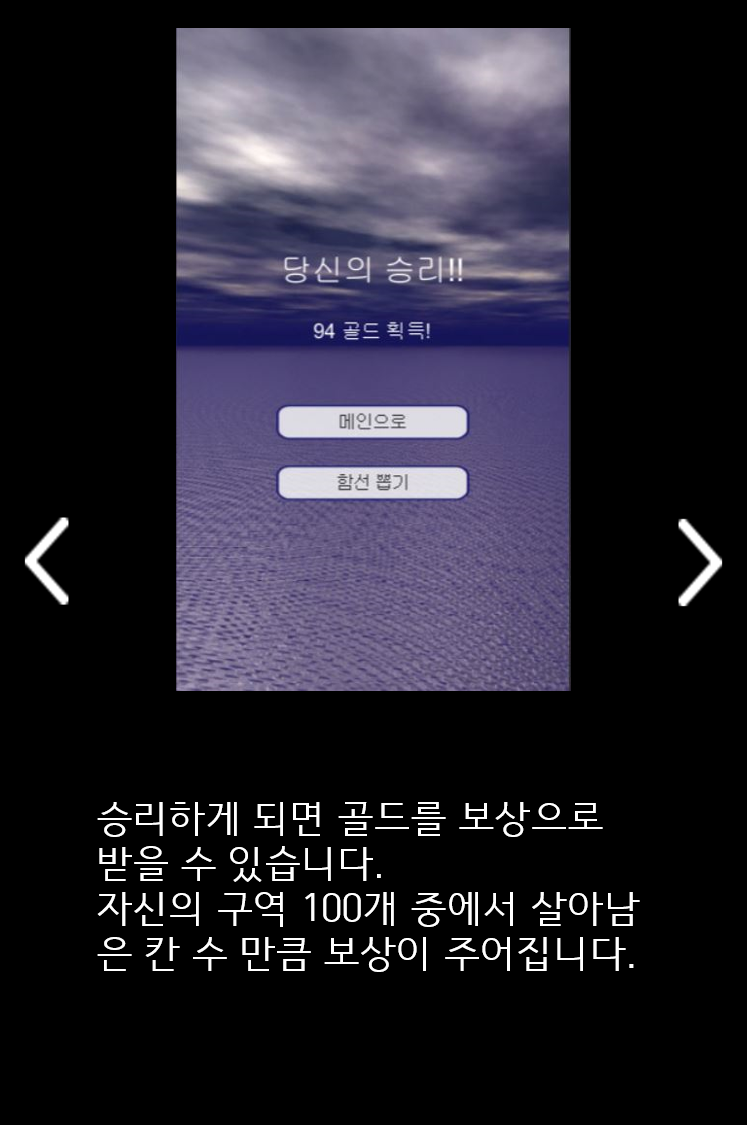 당신의 승리!!
94 골드 획득!
메인으로
함선 뽑기
승리하게 되면 골드를 보상으로
받을 수 있습니다.
자신의 구역 100개 중에서 살아남
은 칸 수 만큼 보상이 주어집니다.